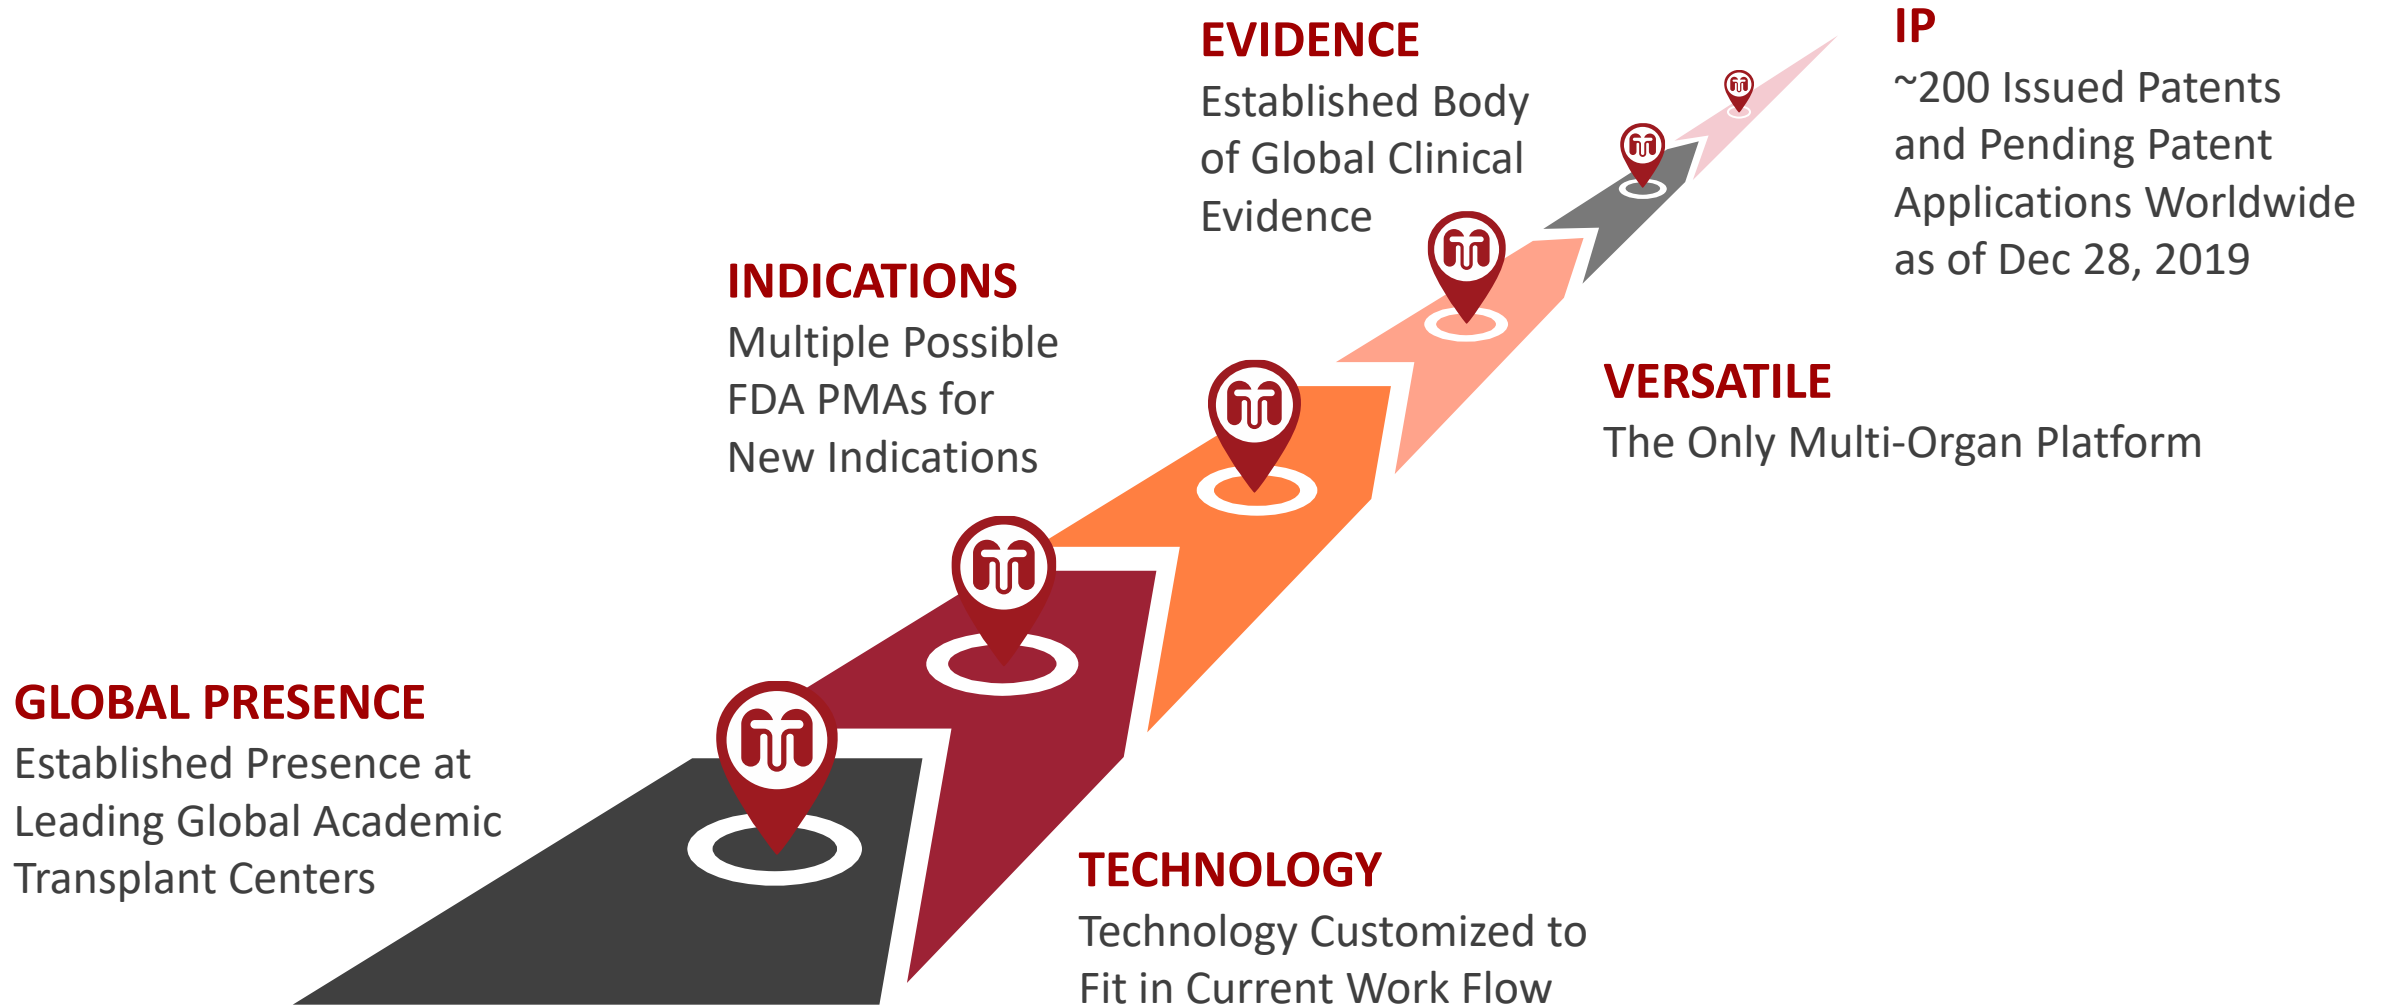 EVIDENCE
Established Body
of Global Clinical
Evidence
IP
~200 Issued Patents
and Pending Patent
Applications Worldwide
as of Dec 28, 2019
INDICATIONS
Multiple Possible
FDA PMAs for
New Indications
VERSATILE
The Only Multi-Organ Platform
GLOBAL PRESENCE
Established Presence at
Leading Global Academic
Transplant Centers
TECHNOLOGY
Technology Customized to
Fit in Current Work Flow